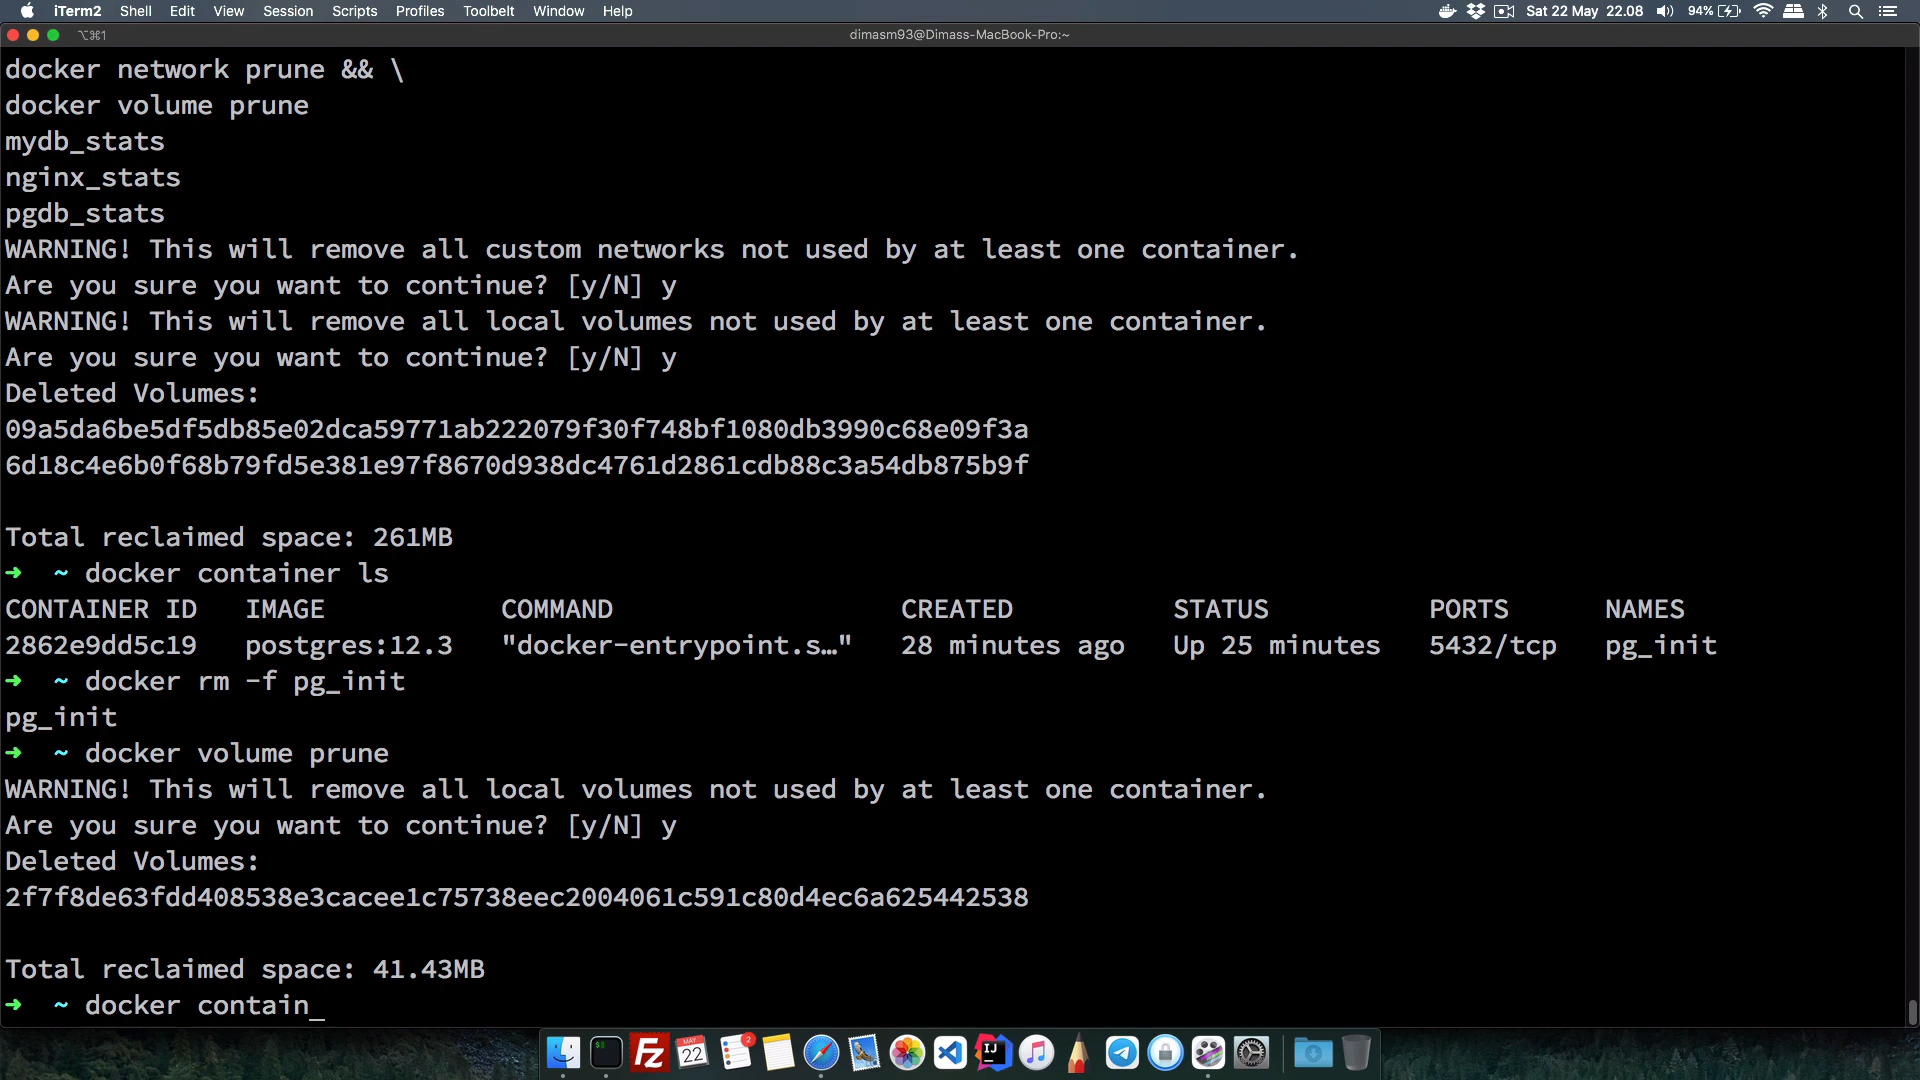 iTerm2 Shell Edit View Session Scripts Profiles Toolbelt Window Help 94% Sat 22 May 22.08
⌥⌘1 dimasm93@Dimass-MacBook-Pro:~
docker network prune && \
docker volume prune
mydb_stats
nginx_stats
pgdb_stats
WARNING! This will remove all custom networks not used by at least one container.
Are you sure you want to continue? [y/N] y
WARNING! This will remove all local volumes not used by at least one container.
Are you sure you want to continue? [y/N] y
Deleted Volumes:
09a5da6be5df5db85e02dca59771ab222079f30f748bf1080db3990c68e09f3a
6d18c4e6b0f68b79fd5e381e97f8670d938dc4761d2861cdb88c3a54db875b9f
Total reclaimed space: 261MB
➜ ~ docker container ls
CONTAINER ID IMAGE COMMAND CREATED STATUS PORTS NAMES
2862e9dd5c19 postgres:12.3 "docker-entrypoint.s…" 28 minutes ago Up 25 minutes 5432/tcp pg_init
➜ ~ docker rm -f pg_init
pg_init
➜ ~ docker volume prune
WARNING! This will remove all local volumes not used by at least one container.
Are you sure you want to continue? [y/N] y
Deleted Volumes:
2f7f8de63fdd408538e3cacee1c75738eec2004061c591c80d4ec6a625442538
Total reclaimed space: 41.43MB
➜ ~ docker contain_
$ Fz MAY 22 2 IJ